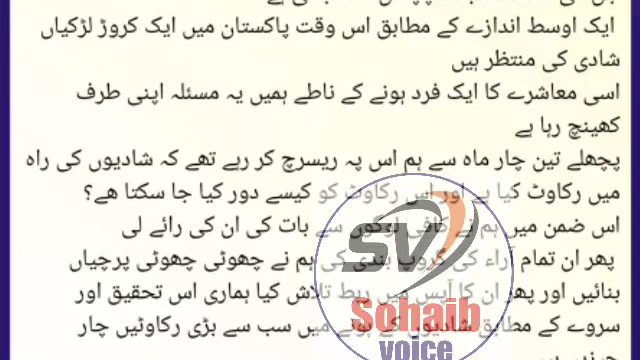 ایک اوسط اندازے کے مطابق اس وقت پاکستان میں ایک کروڑ لڑکیاں
شادی کی منتظر ہیں
اسی معاشرے کا ایک فرد ہونے کے ناطے ہمیں یہ مسئلہ اپنی طرف
کھینچ رہا ہے
پچھلے تین چار ماہ سے ہم اس پہ ریسرچ کر رہے تھے کہ شادیوں کی راہ
میں رکاوٹ کیا ہے اور اس رکاوٹ کو کیسے دور کیا جا سکتا ھے؟
اس ضمن میں ہم نے کافی لوگوں سے بات کی ان کی رائے لی
پھر ان تمام آراء کی گروپ بندی کی ہم نے چھوٹی چھوٹی پرچیاں
بنائیں اور پھر ان کا آپس میں ربط تلاش کیا ہماری اس تحقیق اور
سروے کے مطابق شادیوں کے ہونے میں سب سے بڑی رکاوٹیں چار
SV
Sohaib
voice